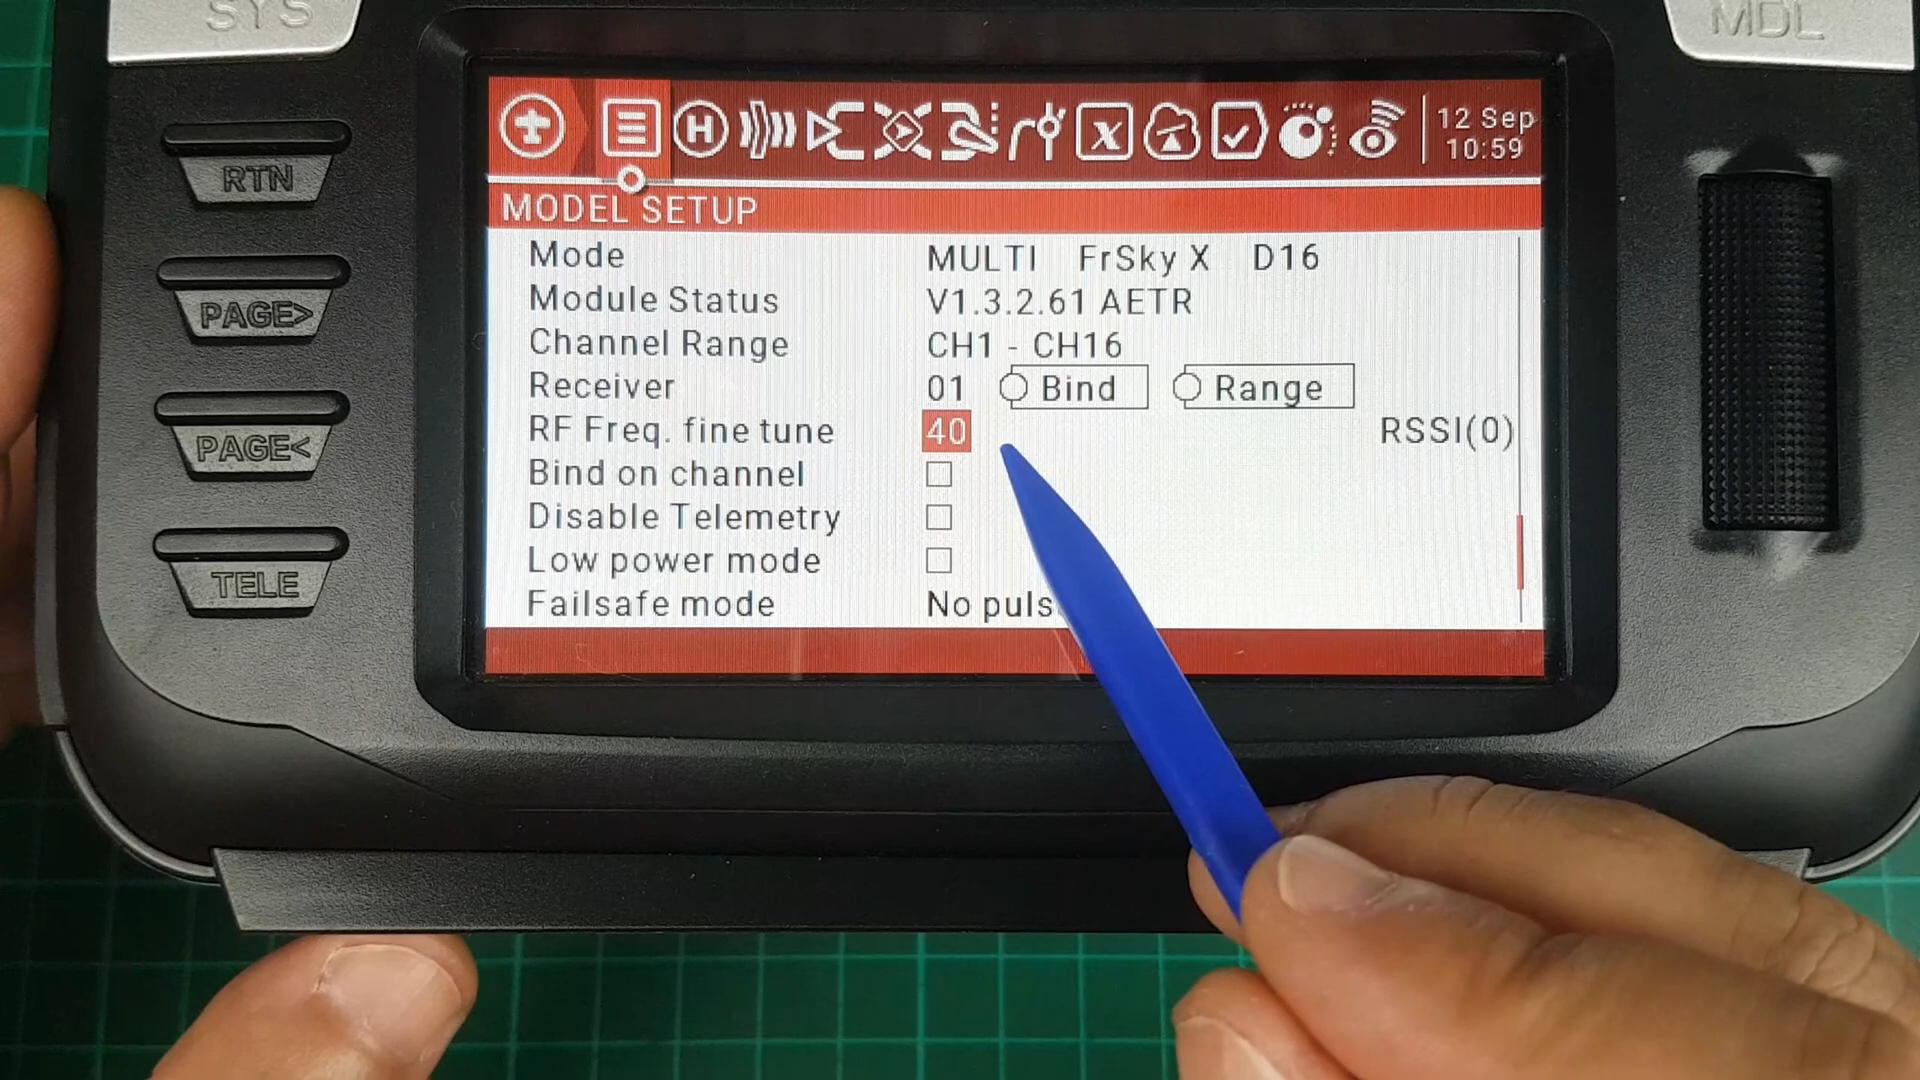 SYS
MDL
RTN
PAGE>
PAGE<
TELE
12 Sep
10:59
MODEL SETUP
Mode MULTI FrSky X D16
Module Status V1.3.2.61 AETR
Channel Range CH1 - CH16
Receiver 01 Bind Range
RF Freq. fine tune 40 RSSI(0)
Bind on channel
Disable Telemetry
Low power mode
Failsafe mode No puls